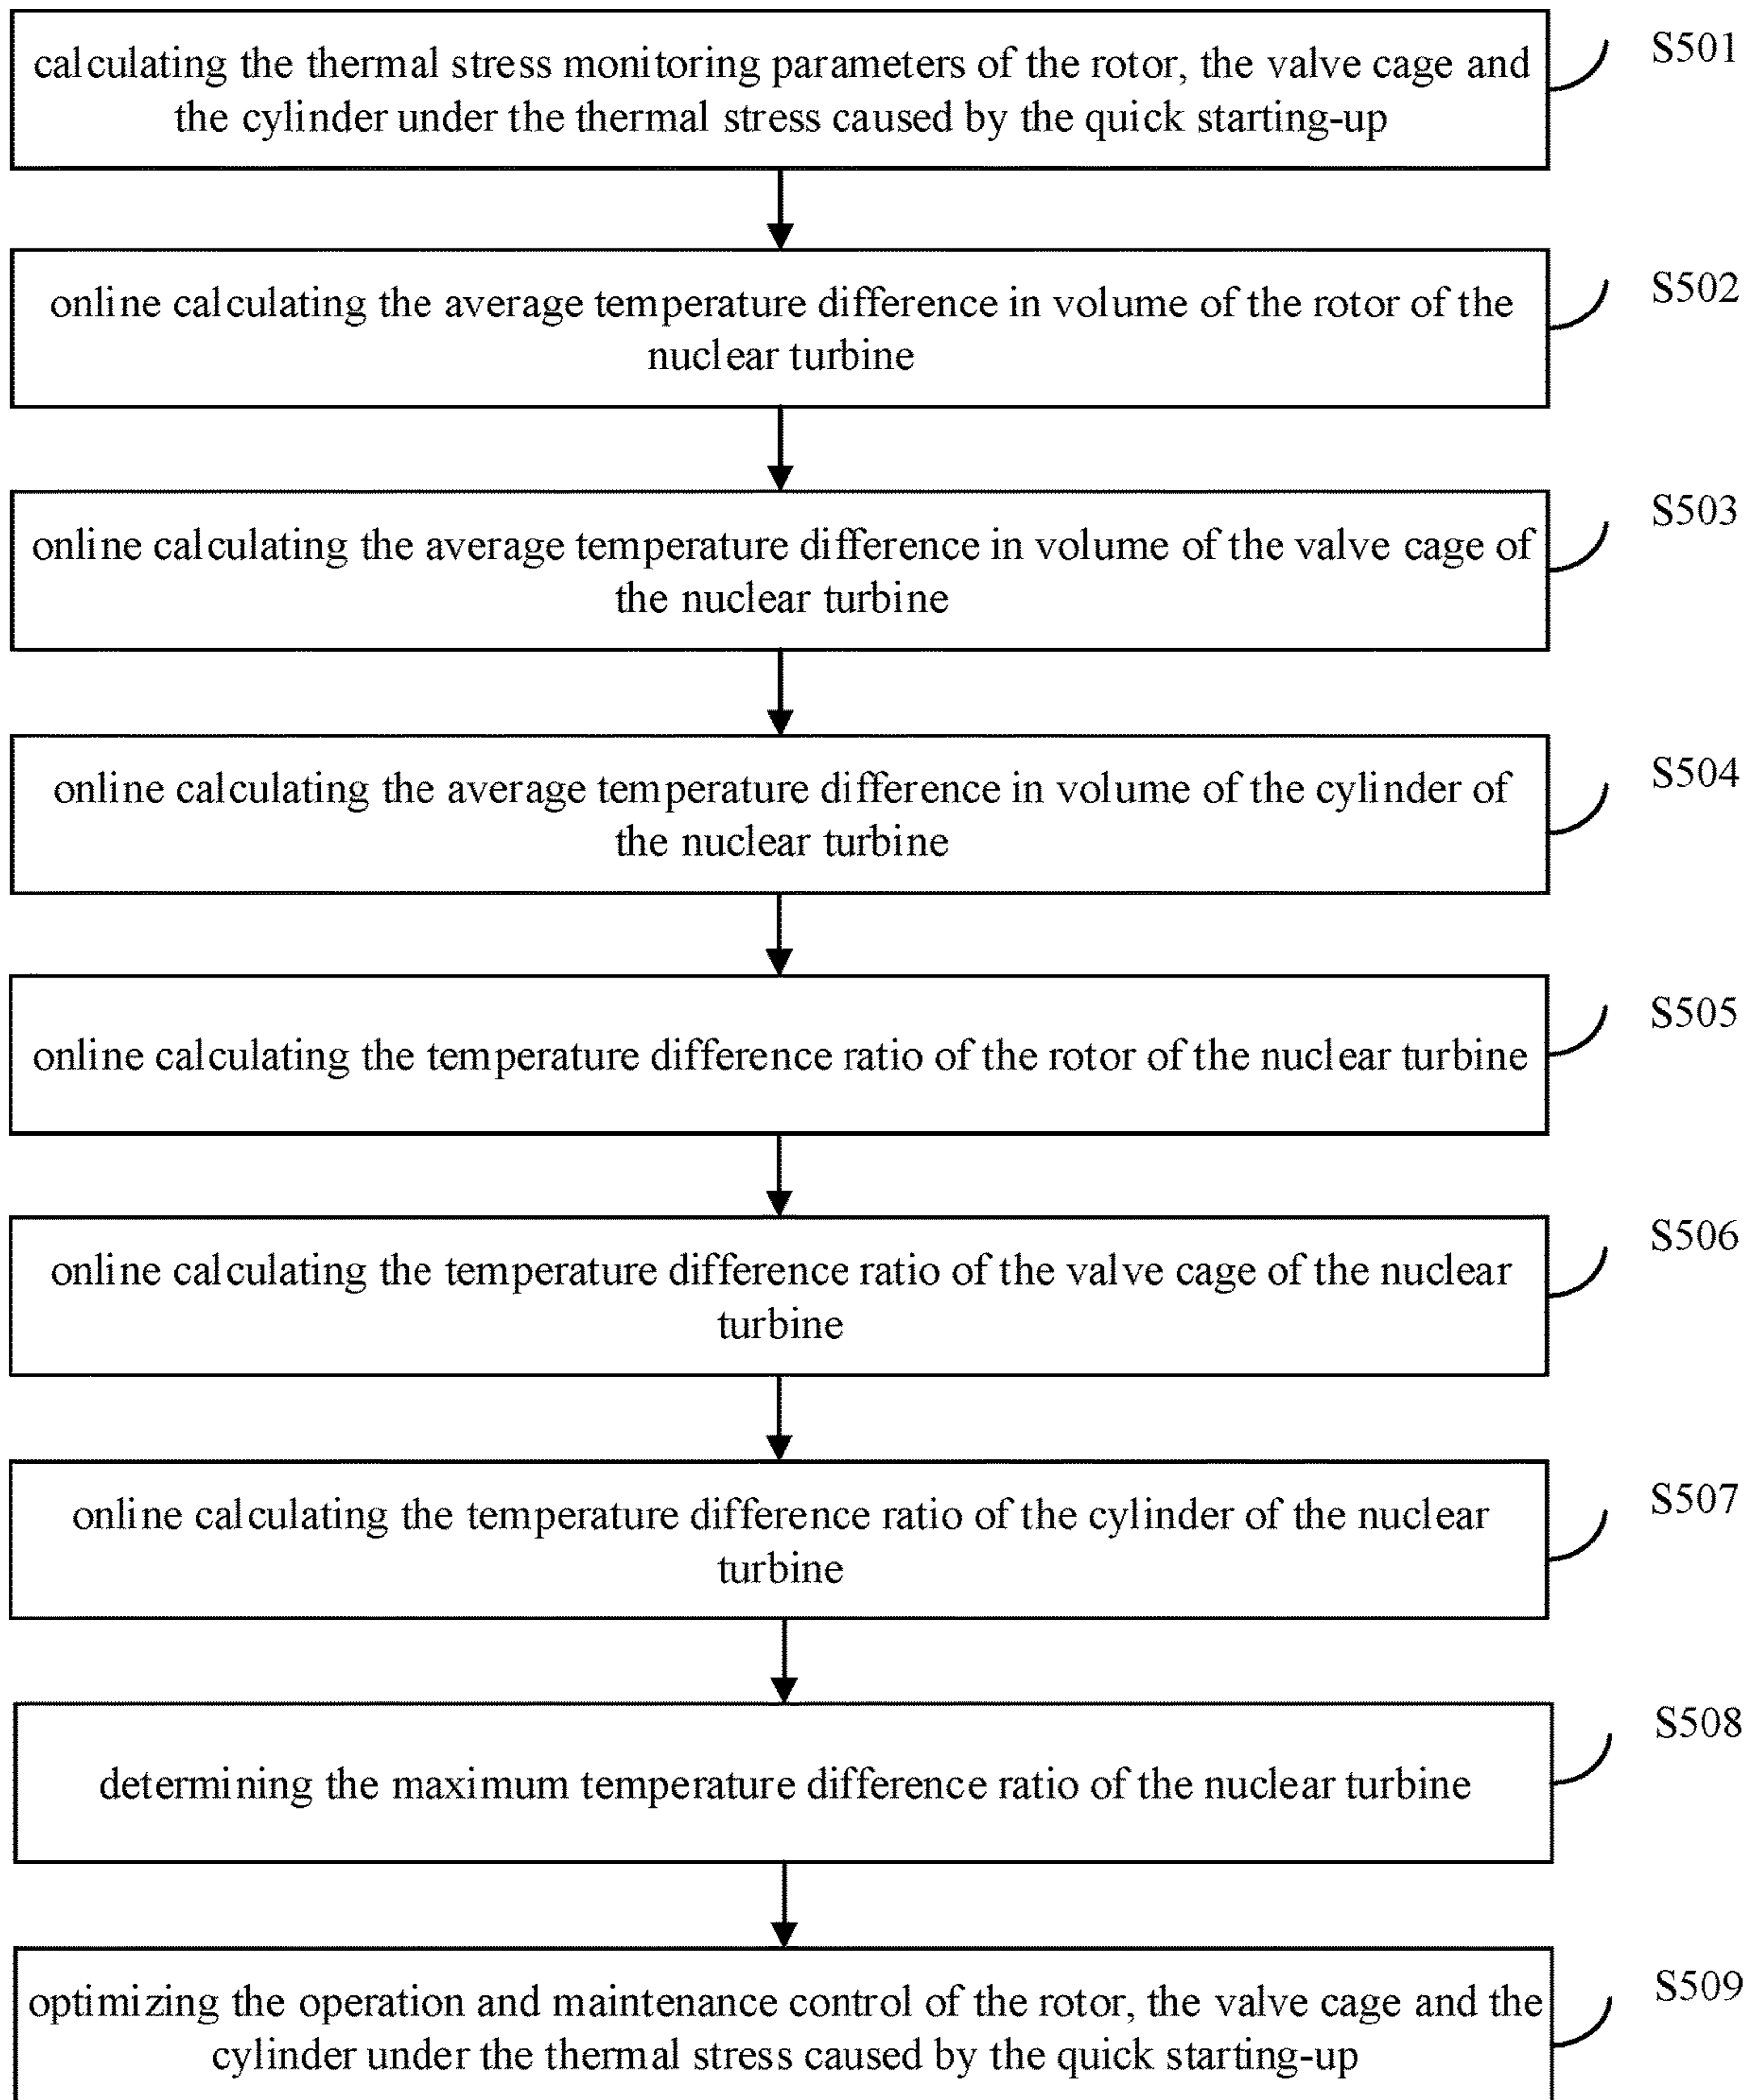 calculating the thermal stress monitoring parameters of the rotor, the valve cage and
the cylinder under the thermal stress caused by the quick starting-up
S501
online calculating the average temperature difference in volume of the rotor of the
nuclear turbine
S502
online calculating the average temperature difference in volume of the valve cage of
the nuclear turbine
S503
online calculating the average temperature difference in volume of the cylinder of
the nuclear turbine
S504
online calculating the temperature difference ratio of the rotor of the nuclear turbine
S505
online calculating the temperature difference ratio of the valve cage of the nuclear
turbine
S506
online calculating the temperature difference ratio of the cylinder of the nuclear
turbine
S507
determining the maximum temperature difference ratio of the nuclear turbine
S508
optimizing the operation and maintenance control of the rotor, the valve cage and the
cylinder under the thermal stress caused by the quick starting-up
S509